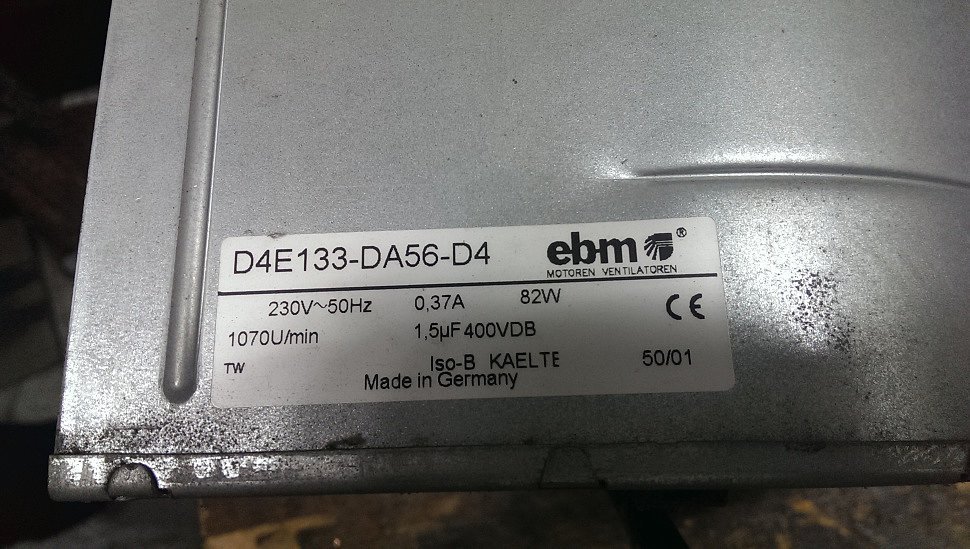 D4E133-DA56-D4
ebm ®
MOTOREN VENTILATOREN
230V~50Hz 0,37A 82W
CE
1070U/min 1,5µF 400VDB
TW Iso-B KAELTE 50/01
Made in Germany